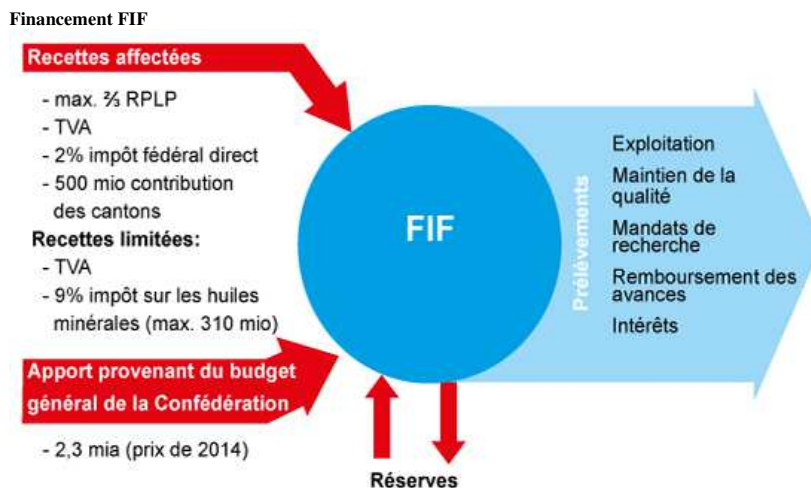 Financement FIF
Recettes affectées
- max. ⅔ RPLP
- TVA
- 2% impôt fédéral direct
- 500 mio contribution
des cantons
Recettes limitées:
- TVA
- 9% impôt sur les huiles
minérales (max. 310 mio)
Apport provenant du budget
général de la Confédération
- 2,3 mia (prix de 2014)
FIF
Réserves
Prélèvements
Exploitation
Maintien de la
qualité
Mandats de
recherche
Remboursement des
avances
Intérêts